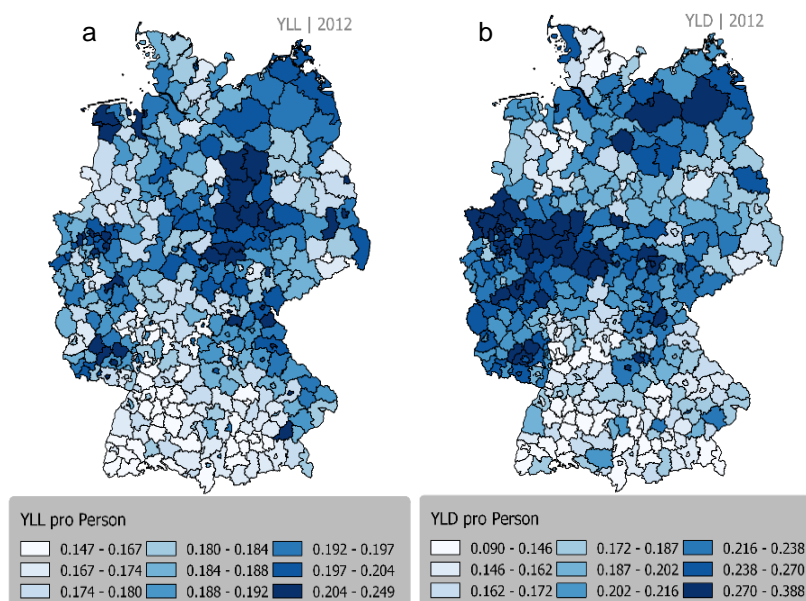 a
YLL | 2012
b
YLD | 2012
YLL pro Person
0.147 - 0.167
0.180 - 0.184
0.192 - 0.197
0.167 - 0.174
0.184 - 0.188
0.197 - 0.204
0.174 - 0.180
0.188 - 0.192
0.204 - 0.249
YLD pro Person
0.090 - 0.146
0.172 - 0.187
0.216 - 0.238
0.146 - 0.162
0.187 - 0.202
0.238 - 0.270
0.162 - 0.172
0.202 - 0.216
0.270 - 0.388